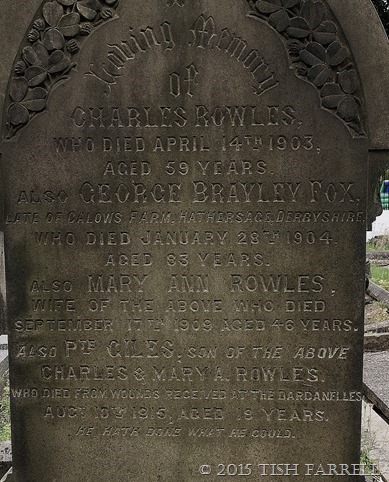 Loving Memory
of
CHARLES ROWLES,
WHO DIED APRIL 14TH 1903,
AGED 59 YEARS.
ALSO GEORGE BRAYLEY FOX,
LATE OF CALOWS FARM, HATHERSAGE, DERBYSHIRE,
WHO DIED JANUARY 28TH 1904
AGED 83 YEARS.
ALSO MARY ANN ROWLES,
WIFE OF THE ABOVE WHO DIED
SEPTEMBER 17TH 1909, AGED 46 YEARS.
ALSO PTE GILES, SON OF THE ABOVE
CHARLES & MARY A. ROWLES.
WHO DIED FROM WOUNDS RECEIVED AT THE DARDANELLES,
AUGT 10TH 1915, AGED 19 YEARS.
HE HATH DONE WHAT HE COULD.
© 2015 TISH FARRELL